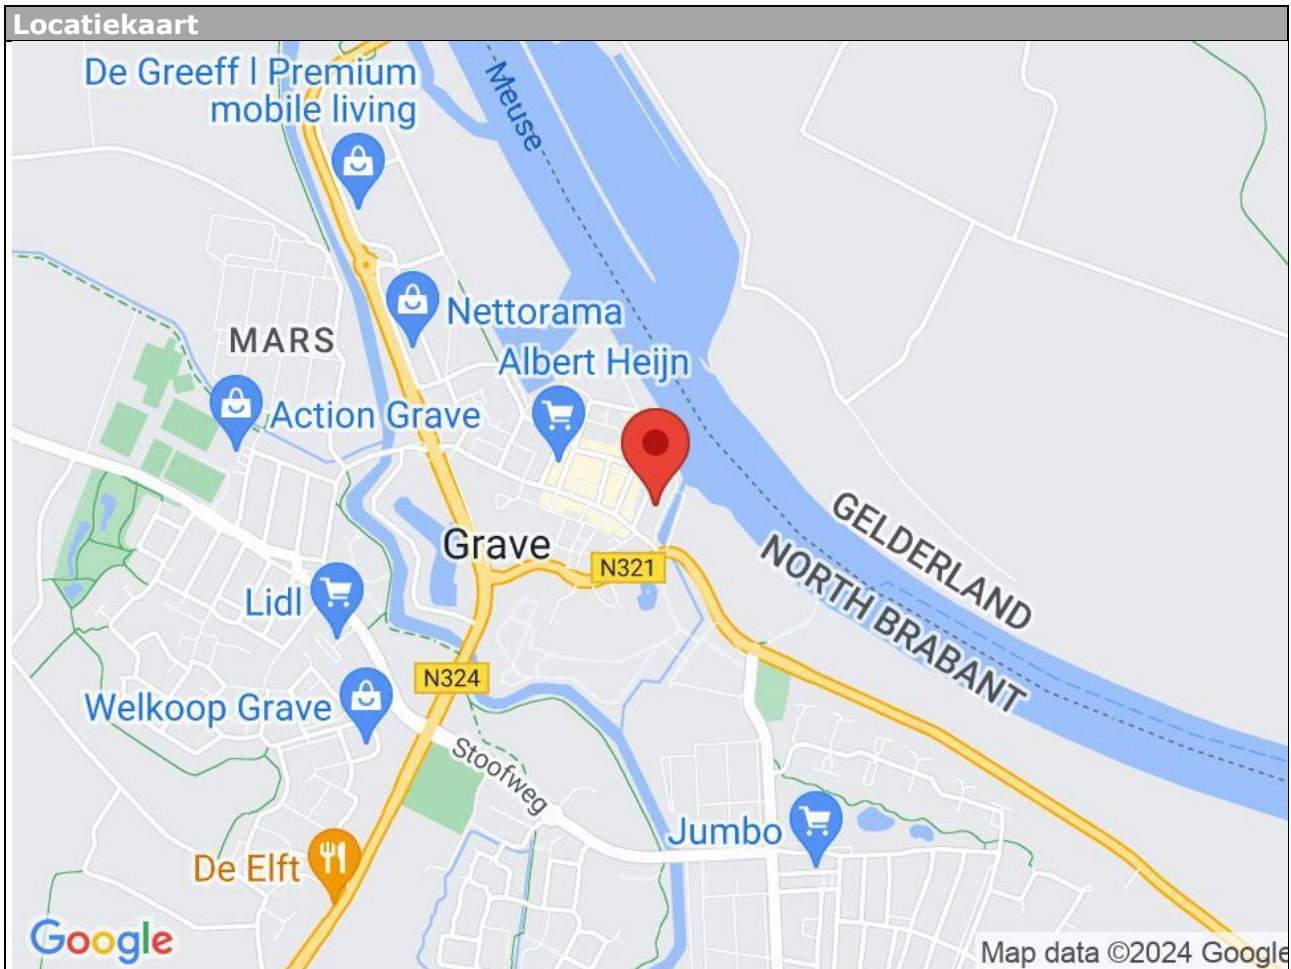 Locatiekaart
De Greeff l Premium
mobile living
Meuse
Nettorama
MARS
Albert Heijn
Action Grave
GELDERLAND
Grave
NORTH BRABANT
N321
Lidl
N324
Welkoop Grave
Stoofweg
Jumbo
De Elft
Google
Map data ©2024 Google